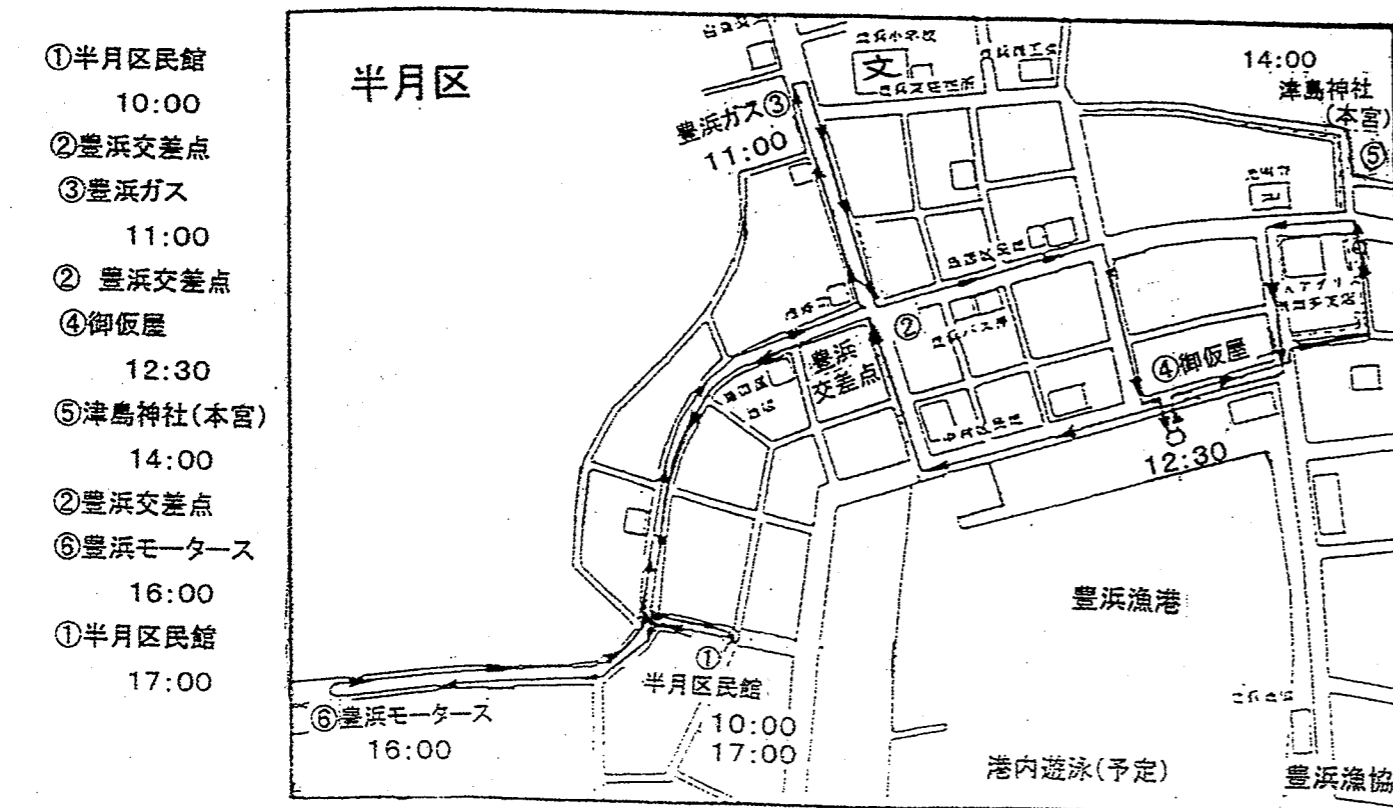 ①半月区民館
10:00
②豊浜交差点
③豊浜ガス
11:00
② 豊浜交差点
④御仮屋
12:30
⑤津島神社(本宮)
14:00
②豊浜交差点
⑥豊浜モータース
16:00
①半月区民館
17:00
半月区
文
豊浜ガス③
11:00
14:00
津島神社
(本宮)
⑤
卍
②
豊浜
交差点
④御仮屋
12:30
豊浜漁港
①
半月区民館
10:00
17:00
⑥豊浜モータース
16:00
港内遊泳(予定)
豊浜漁協